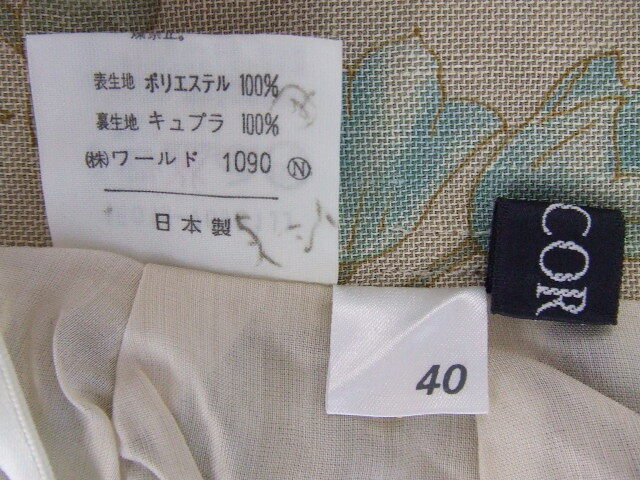 表生地 ポリエステル 100%
裏生地 キュプラ 100%
㈱ワールド 1090 Ⓝ
日本製
40
COR